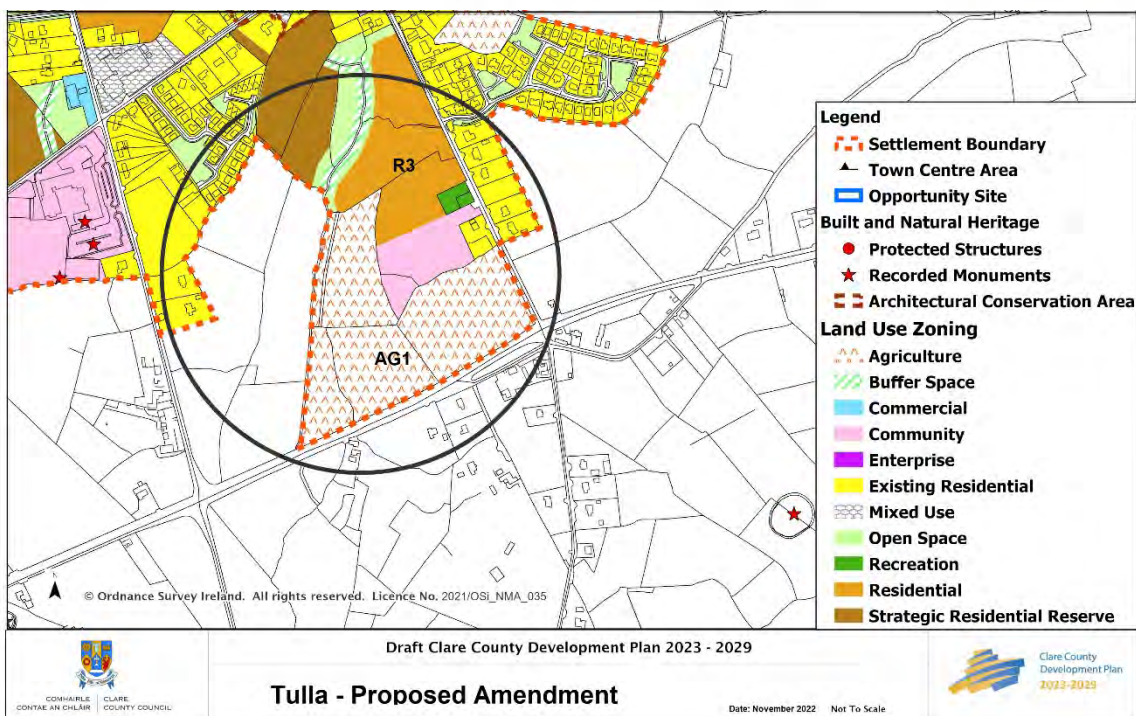 R3
AG1
© Ordnance Survey Ireland. All rights reserved. Licence No. 2021/OSi_NMA_035
Legend
Settlement Boundary
Town Centre Area
Opportunity Site
Built and Natural Heritage
Protected Structures
Recorded Monuments
Architectural Conservation Area
Land Use Zoning
Agriculture
Buffer Space
Commercial
Community
Enterprise
Existing Residential
Mixed Use
Open Space
Recreation
Residential
Strategic Residential Reserve
COMHAIRLE CLARE
CONTAE AN CHLÁIR COUNTY COUNCIL
Draft Clare County Development Plan 2023 - 2029
Tulla - Proposed Amendment
Date: November 2022 Not To Scale
Clare County
Development Plan
2023-2029